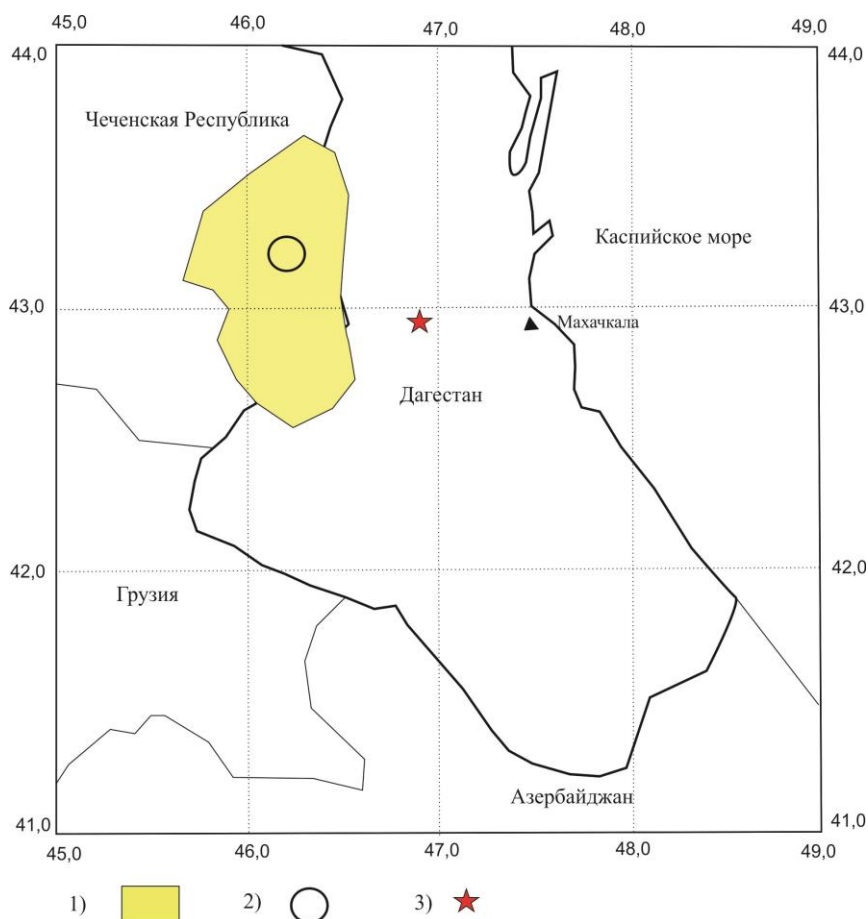 45,0 46,0 47,0 48,0 49,0
44,0 44,0
Чеченская Республика
Каспийское море
43,0 43,0
Махачкала
Дагестан
42,0 42,0
Грузия
Азербайджан
41,0 41,0
45,0 46,0 47,0 48,0 49,0
1) 2) 3)